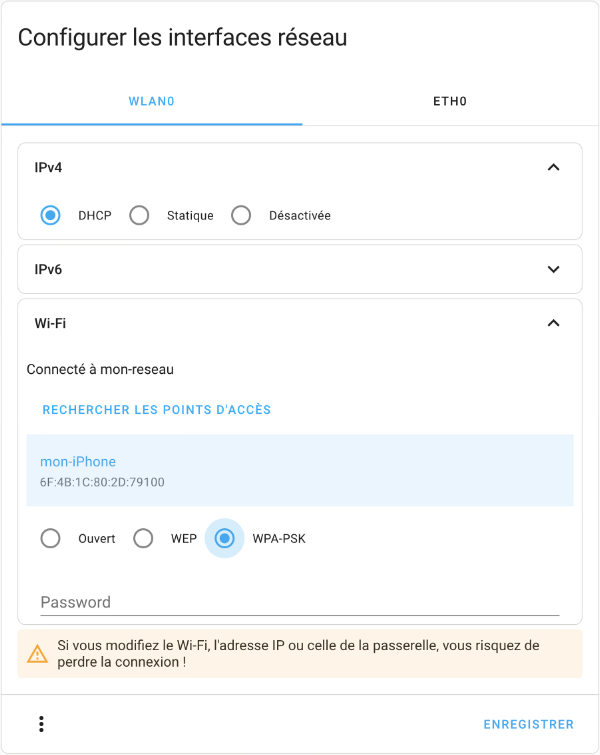 Configurer les interfaces réseau
WLAN0 ETH0
IPv4
DHCP Statique Désactivée
IPv6
Wi-Fi
Connecté à mon-reseau
RECHERCHER LES POINTS D'ACCÈS
mon-iPhone
6F:4B:1C:80:2D:79100
Ouvert WEP WPA-PSK
Password
Si vous modifiez le Wi-Fi, l'adresse IP ou celle de la passerelle, vous risquez de
perdre la connexion !
ENREGISTRER